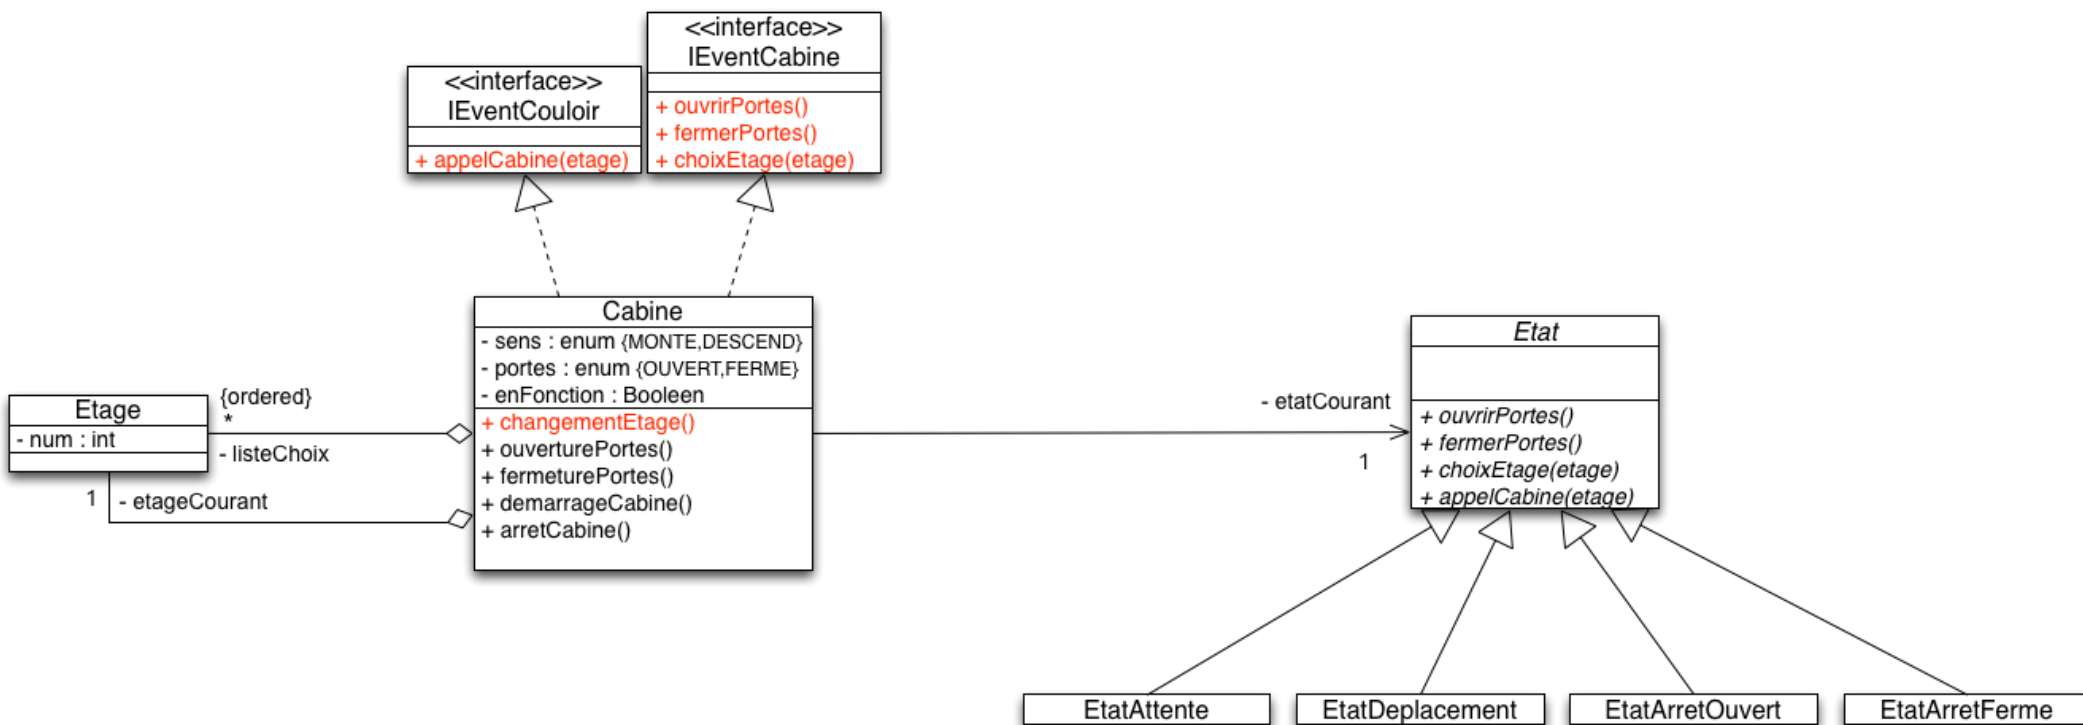 <<interface>>
IEventCabine
+ ouvrirPortes()
+ fermerPortes()
+ choixEtage(etage)
<<interface>>
IEventCouloir
+ appelCabine(etage)
Cabine
- sens : enum {MONTE,DESCEND}
- portes : enum {OUVERT,FERME}
- enFonction : Booleen
+ changementEtage()
+ ouverturePortes()
+ fermeturePortes()
+ demarrageCabine()
+ arretCabine()
Etage
- num : int
{ordered}
*
- listeChoix
1
- etageCourant
- etatCourant
1
Etat
+ ouvrirPortes()
+ fermerPortes()
+ choixEtage(etage)
+ appelCabine(etage)
EtatAttente
EtatDeplacement
EtatArretOuvert
EtatArretFerme